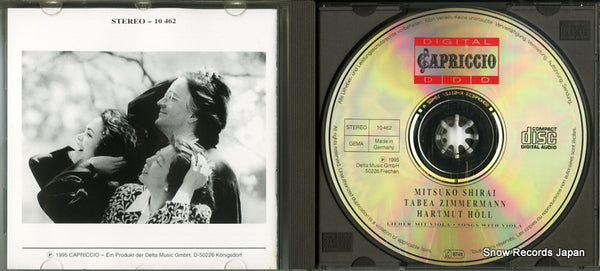 STEREO – 10 462
℗ 1995 CAPRICCIO – Ein Produkt der Delta Music GmbH, D-50226 Königsdorf
DIGITAL
CAPRICCIO
D D D
STEREO 10 462
GEMA Made in Germany
℗ 1995
Delta Music GmbH
50226 Frechen
COMPACT
disc
DIGITAL AUDIO
MITSUKO SHIRAI
TABEA ZIMMERMANN
HARTMUT HÖLL
LIEDER MIT VIOLA • SONGS WITH VIOLA
Snow Records Japan